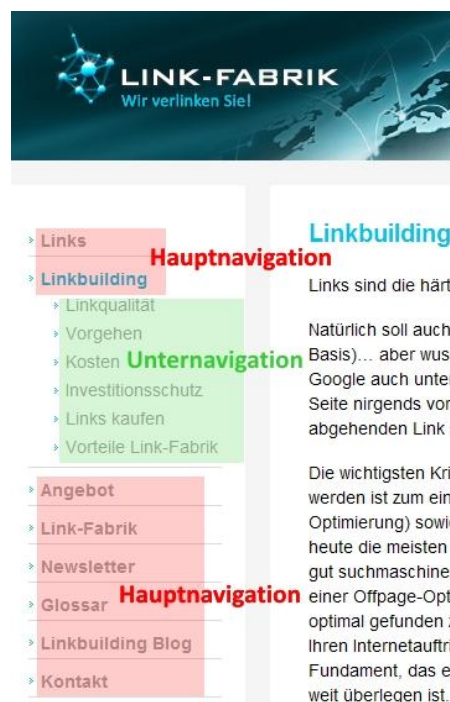 LINK-FABRIK
Wir verlinken Sie!
Links
Hauptnavigation
Linkbuilding
Linkqualität
Vorgehen
Kosten
Unternavigation
Investitionsschutz
Links kaufen
Vorteile Link-Fabrik
Angebot
Link-Fabrik
Newsletter
Glossar
Hauptnavigation
Linkbuilding Blog
Kontakt
Linkbuilding
Links sind die härt
Natürlich soll auch
Basis)... aber wus
Google auch unter
Seite nirgends vor
abgehenden Link
Die wichtigsten Kri
werden ist zum ein
Optimierung) sowi
heute die meisten
gut suchmaschine
einer Offpage-Opt
optimal gefunden
Ihren Internetauftri
Fundament, das e
weit überlegen ist.